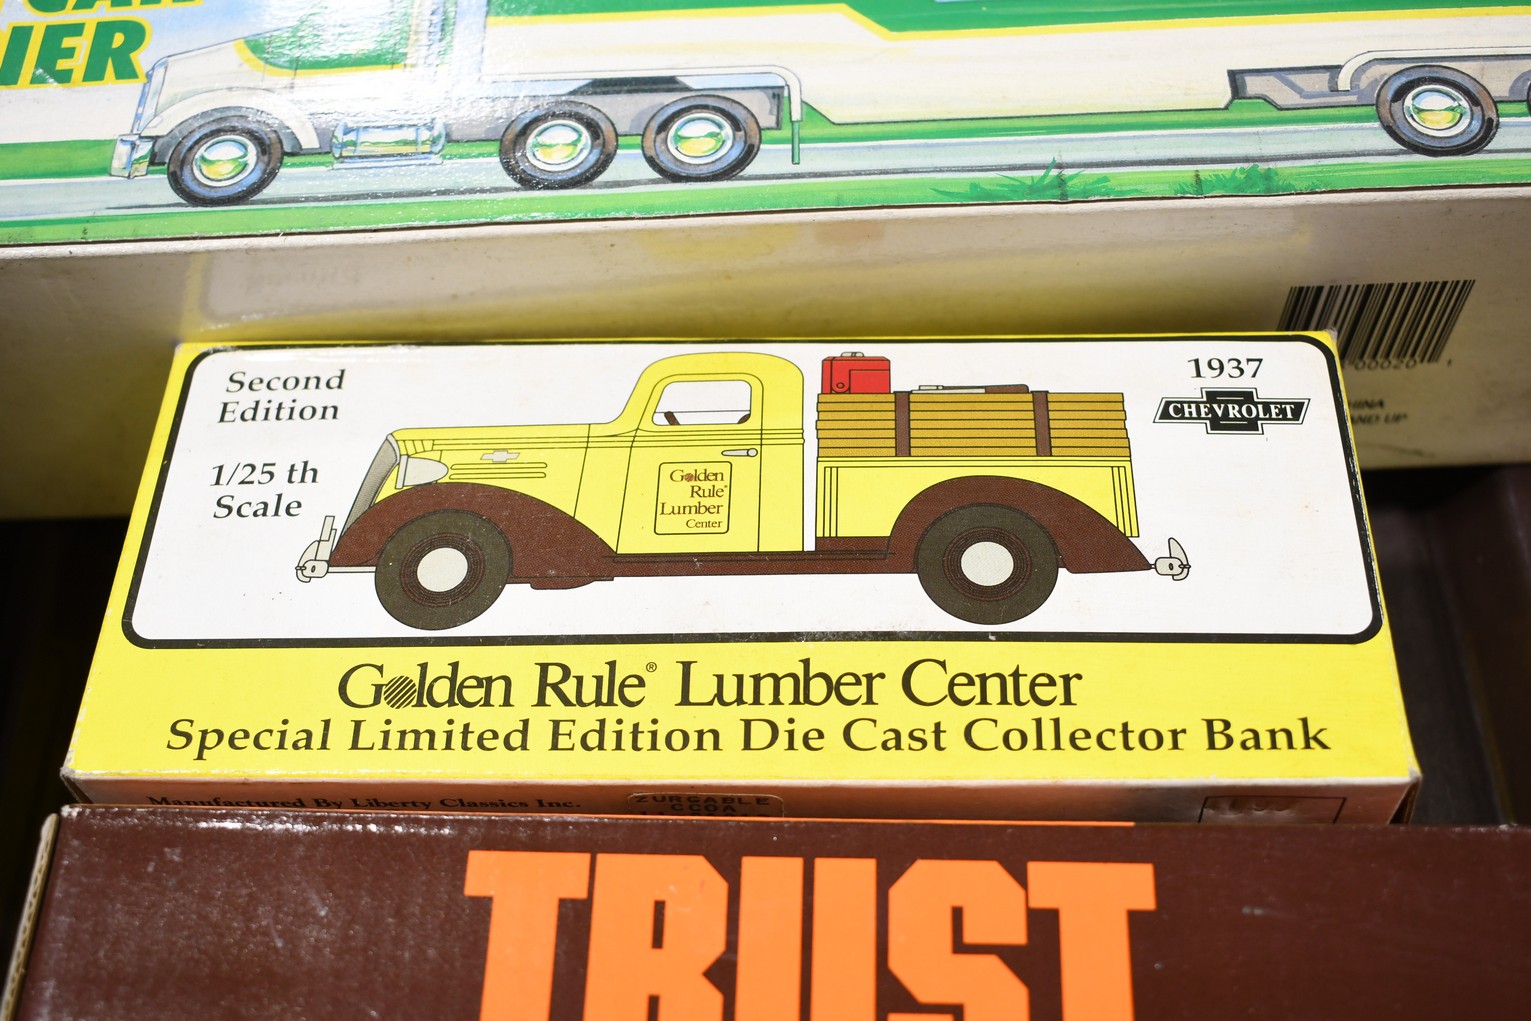 Second
Edition
1/25 th
Scale
1937
CHEVROLET
Golden
Rule®
Lumber
Center
Golden Rule® Lumber Center
Special Limited Edition Die Cast Collector Bank
Manufactured By Liberty Classics Inc.
TRUST